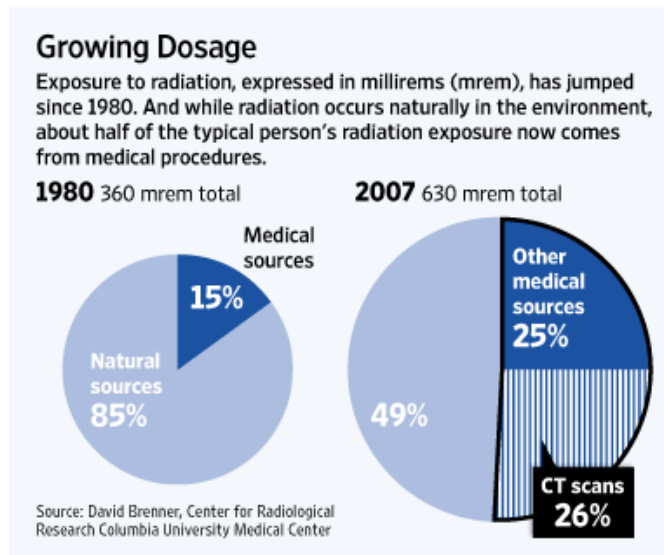 Growing Dosage
Exposure to radiation, expressed in millirems (mrem), has jumped
since 1980. And while radiation occurs naturally in the environment,
about half of the typical person's radiation exposure now comes
from medical procedures.
1980 360 mrem total
Medical
sources
15%
Natural
sources
85%
2007 630 mrem total
Other
medical
sources
25%
49%
CT scans
26%
Source: David Brenner, Center for Radiological
Research Columbia University Medical Center